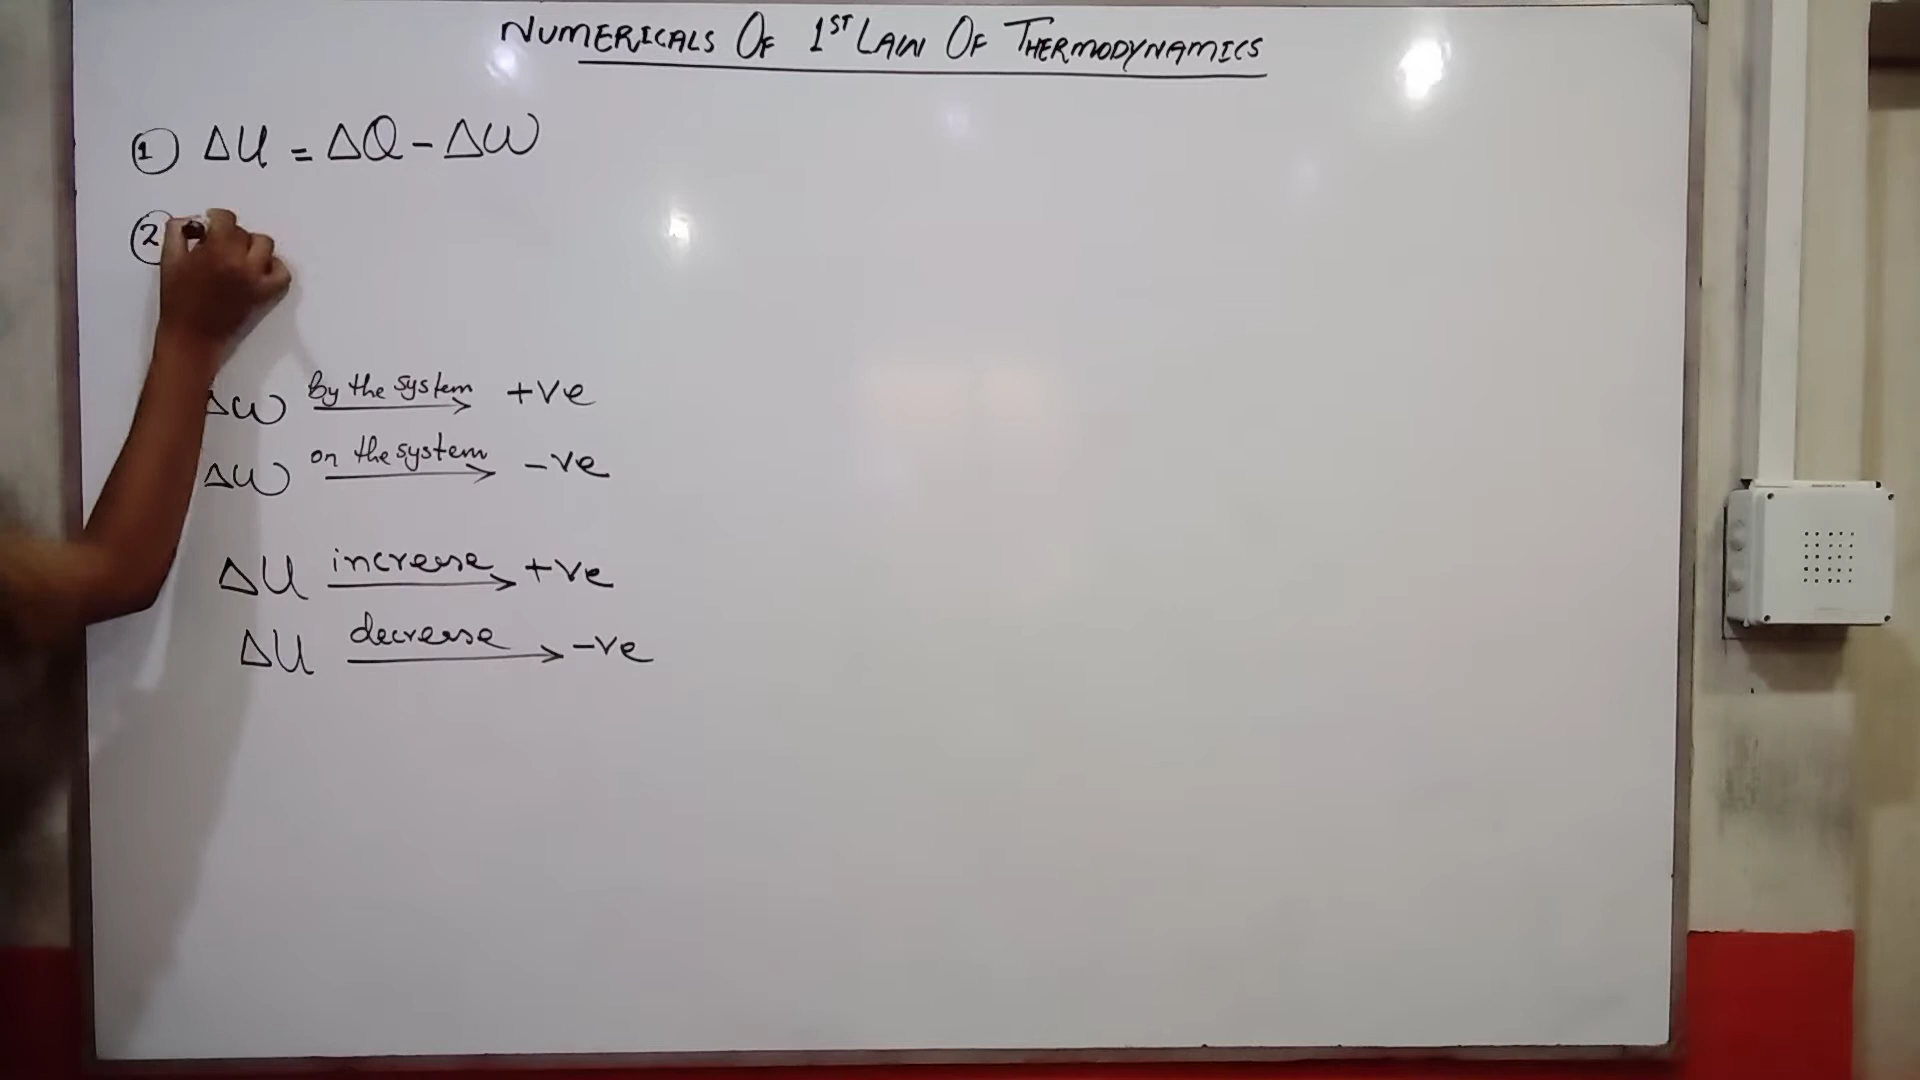 NUMERICALS OF 1ST LAW OF THERMODYNAMICS
① ΔU = ΔQ - ΔW
②
ΔW by the system +ve
ΔW on the system -ve
ΔU increase +ve
ΔU decrease -ve